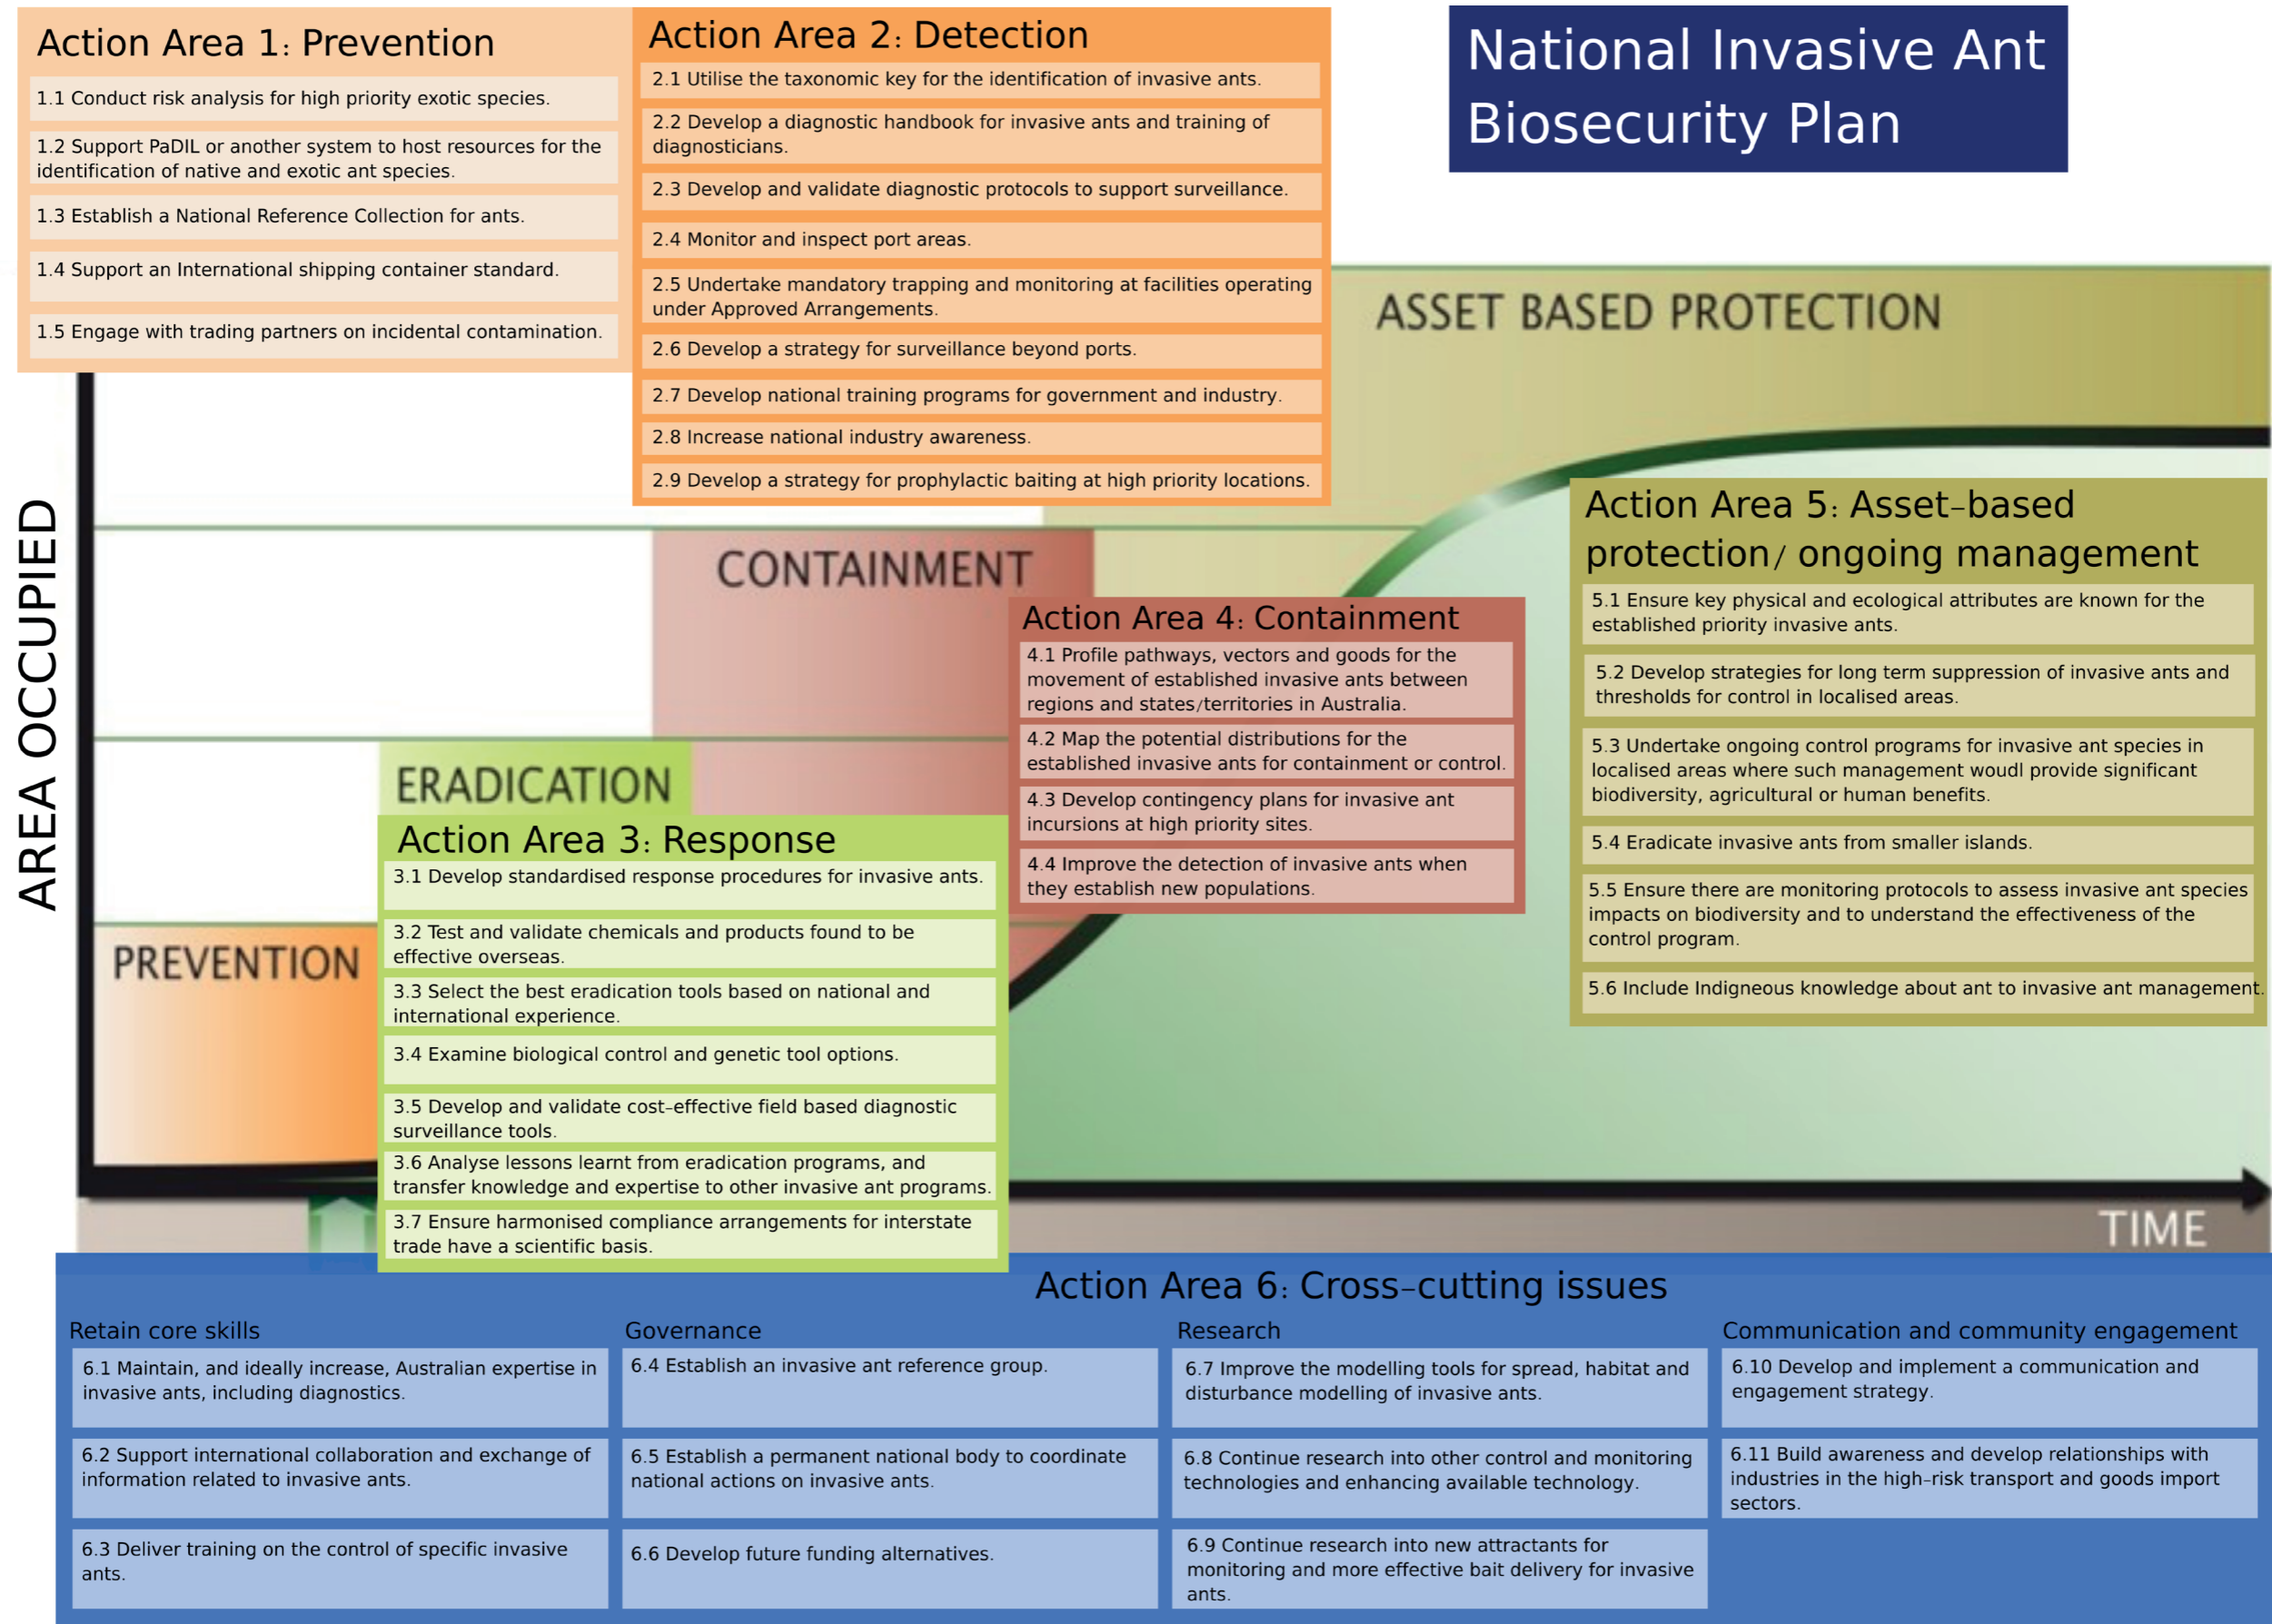 National Invasive Ant
Biosecurity Plan
Action Area 1: Prevention
1.1 Conduct risk analysis for high priority exotic species.
1.2 Support PaDIL or another system to host resources for the
identification of native and exotic ant species.
1.3 Establish a National Reference Collection for ants.
1.4 Support an International shipping container standard.
1.5 Engage with trading partners on incidental contamination.
Action Area 2: Detection
2.1 Utilise the taxonomic key for the identification of invasive ants.
2.2 Develop a diagnostic handbook for invasive ants and training of
diagnosticians.
2.3 Develop and validate diagnostic protocols to support surveillance.
2.4 Monitor and inspect port areas.
2.5 Undertake mandatory trapping and monitoring at facilities operating
under Approved Arrangements.
2.6 Develop a strategy for surveillance beyond ports.
2.7 Develop national training programs for government and industry.
2.8 Increase national industry awareness.
2.9 Develop a strategy for prophylactic baiting at high priority locations.
ASSET BASED PROTECTION
CONTAINMENT
ERADICATION
PREVENTION
AREA OCCUPIED
TIME
Action Area 3: Response
3.1 Develop standardised response procedures for invasive ants.
3.2 Test and validate chemicals and products found to be
effective overseas.
3.3 Select the best eradication tools based on national and
international experience.
3.4 Examine biological control and genetic tool options.
3.5 Develop and validate cost-effective field based diagnostic
surveillance tools.
3.6 Analyse lessons learnt from eradication programs, and
transfer knowledge and expertise to other invasive ant programs.
3.7 Ensure harmonised compliance arrangements for interstate
trade have a scientific basis.
Action Area 4: Containment
4.1 Profile pathways, vectors and goods for the
movement of established invasive ants between
regions and states/territories in Australia.
4.2 Map the potential distributions for the
established invasive ants for containment or control.
4.3 Develop contingency plans for invasive ant
incursions at high priority sites.
4.4 Improve the detection of invasive ants when
they establish new populations.
Action Area 5: Asset-based
protection/ ongoing management
5.1 Ensure key physical and ecological attributes are known for the
established priority invasive ants.
5.2 Develop strategies for long term suppression of invasive ants and
thresholds for control in localised areas.
5.3 Undertake ongoing control programs for invasive ant species in
localised areas where such management woudl provide significant
biodiversity, agricultural or human benefits.
5.4 Eradicate invasive ants from smaller islands.
5.5 Ensure there are monitoring protocols to assess invasive ant species
impacts on biodiversity and to understand the effectiveness of the
control program.
5.6 Include Indigneous knowledge about ant to invasive ant management.
Action Area 6: Cross-cutting issues
Retain core skills
6.1 Maintain, and ideally increase, Australian expertise in
invasive ants, including diagnostics.
6.2 Support international collaboration and exchange of
information related to invasive ants.
6.3 Deliver training on the control of specific invasive
ants.
Governance
6.4 Establish an invasive ant reference group.
6.5 Establish a permanent national body to coordinate
national actions on invasive ants.
6.6 Develop future funding alternatives.
Research
6.7 Improve the modelling tools for spread, habitat and
disturbance modelling of invasive ants.
6.8 Continue research into other control and monitoring
technologies and enhancing available technology.
6.9 Continue research into new attractants for
monitoring and more effective bait delivery for invasive
ants.
Communication and community engagement
6.10 Develop and implement a communication and
engagement strategy.
6.11 Build awareness and develop relationships with
industries in the high-risk transport and goods import
sectors.